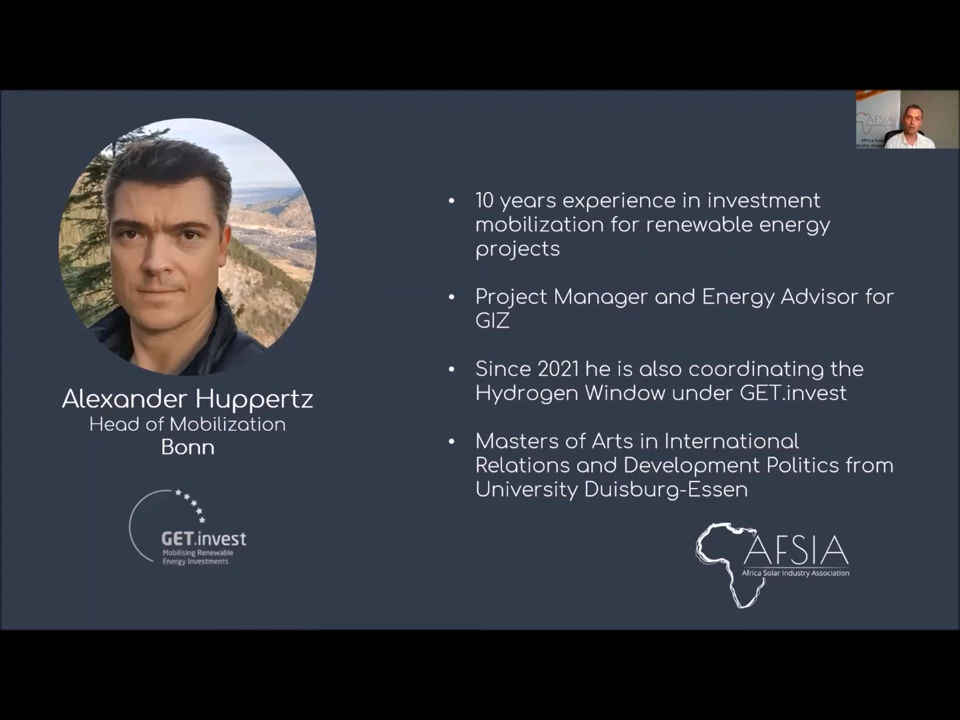 AFSIA
• 10 years experience in investment
mobilization for renewable energy
projects
• Project Manager and Energy Advisor for
GIZ
• Since 2021 he is also coordinating the
Hydrogen Window under GET.invest
• Masters of Arts in International
Relations and Development Politics from
University Duisburg-Essen
Alexander Huppertz
Head of Mobilization
Bonn
GET.invest
Mobilising Renewable
Energy Investments
AFSIA
Africa Solar Industry Association